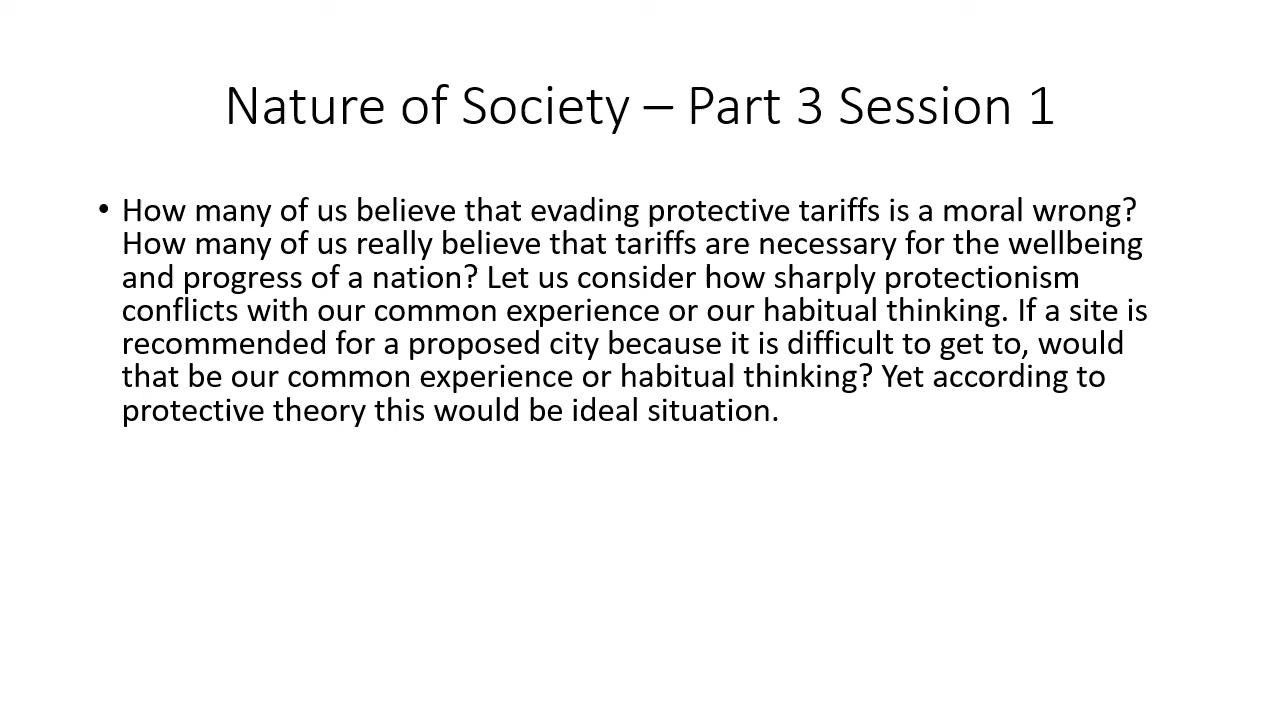 Nature of Society – Part 3 Session 1
• How many of us believe that evading protective tariffs is a moral wrong?
How many of us really believe that tariffs are necessary for the wellbeing
and progress of a nation? Let us consider how sharply protectionism
conflicts with our common experience or our habitual thinking. If a site is
recommended for a proposed city because it is difficult to get to, would
that be our common experience or habitual thinking? Yet according to
protective theory this would be ideal situation.